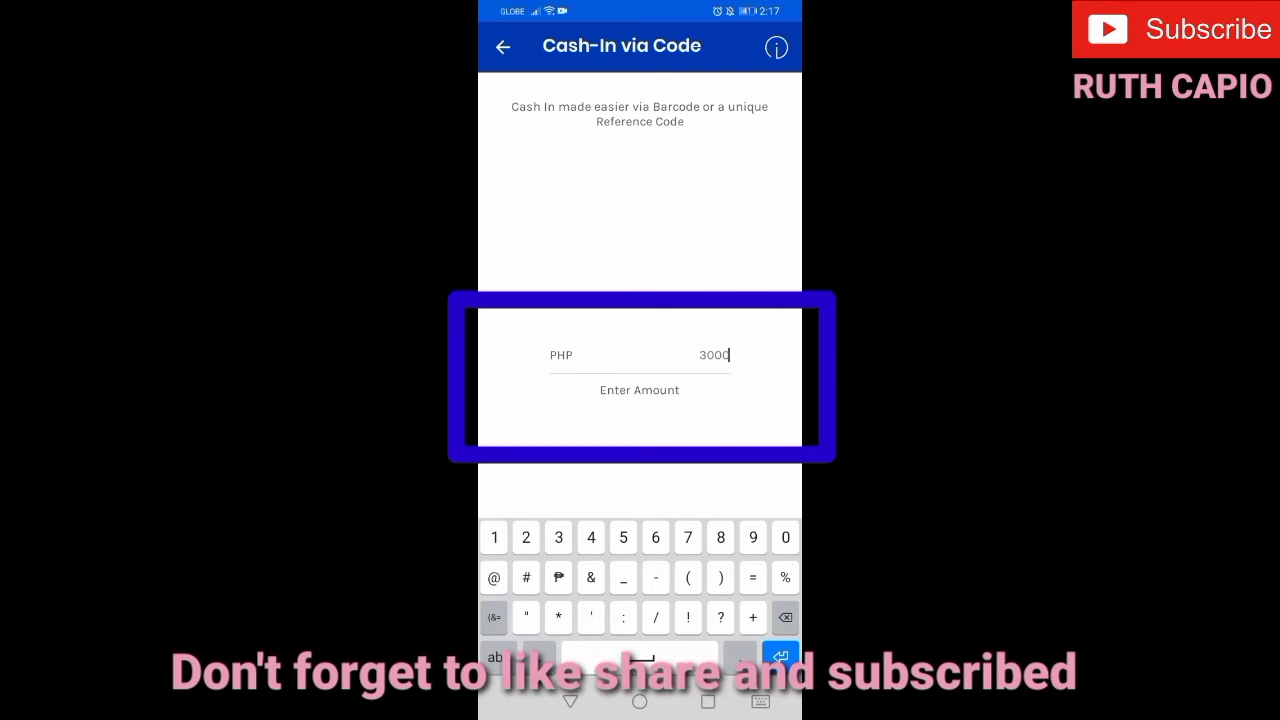 GLOBE 2:17
Subscribe
Cash-In via Code
RUTH CAPIO
Cash In made easier via Barcode or a unique
Reference Code
PHP 3000
Enter Amount
1 2 3 4 5 6 7 8 9 0
@ # ₱ & _ - ( ) = %
{&= " * ' : / ! ? +
ab .
Don't forget to like share and subscribed